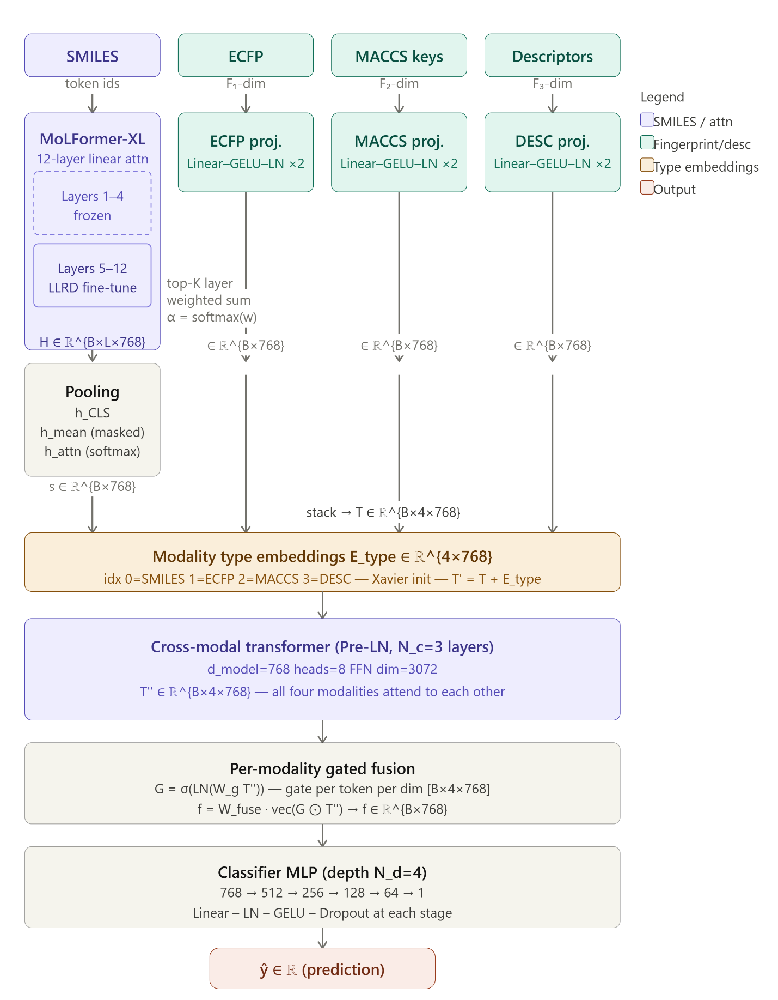 SMILES
ECFP
MACCS keys
Descriptors
token ids
F₁-dim
F₂-dim
F₃-dim
Legend
SMILES / attn
Fingerprint/desc
Type embeddings
Output
MoLFormer-XL
12-layer linear attn
Layers 1–4
frozen
Layers 5–12
LLRD fine-tune
H ∈ ℝ^{B×L×768}
ECFP proj.
Linear–GELU–LN ×2
MACCS proj.
Linear–GELU–LN ×2
DESC proj.
Linear–GELU–LN ×2
top-K layer
weighted sum
α = softmax(w)
∈ ℝ^{B×768}
∈ ℝ^{B×768}
∈ ℝ^{B×768}
Pooling
h_CLS
h_mean (masked)
h_attn (softmax)
s ∈ ℝ^{B×768}
stack → T ∈ ℝ^{B×4×768}
Modality type embeddings E_type ∈ ℝ^{4×768}
idx 0=SMILES 1=ECFP 2=MACCS 3=DESC — Xavier init — T' = T + E_type
Cross-modal transformer (Pre-LN, N_c=3 layers)
d_model=768 heads=8 FFN dim=3072
T'' ∈ ℝ^{B×4×768} — all four modalities attend to each other
Per-modality gated fusion
G = σ(LN(W_g T'')) — gate per token per dim [B×4×768]
f = W_fuse · vec(G ⊙ T'') → f ∈ ℝ^{B×768}
Classifier MLP (depth N_d=4)
768 → 512 → 256 → 128 → 64 → 1
Linear – LN – GELU – Dropout at each stage
ŷ ∈ ℝ (prediction)